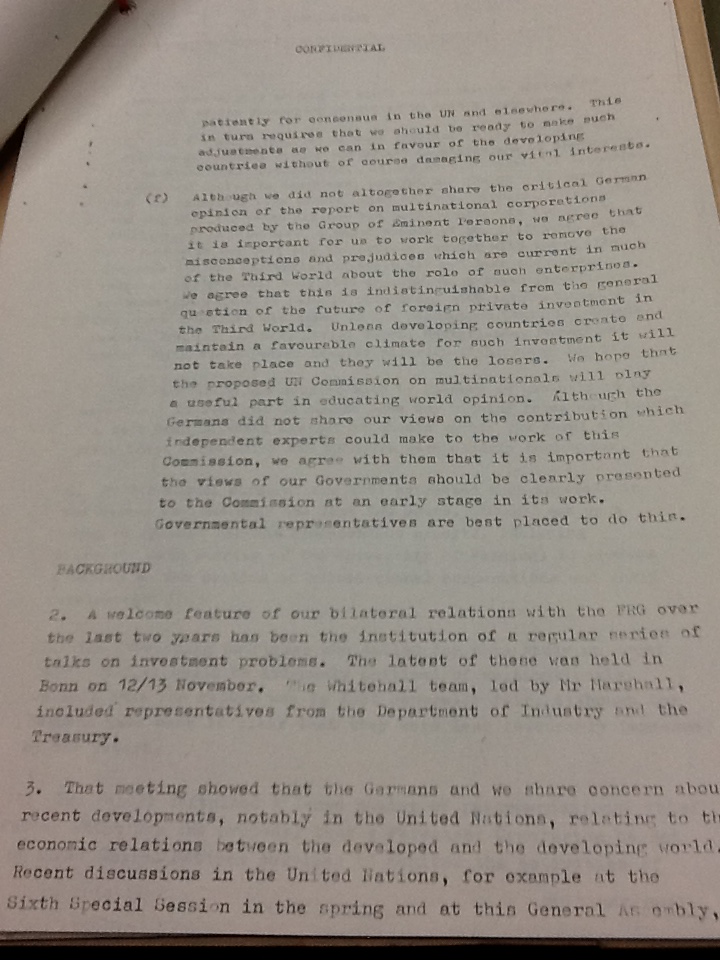 CONFIDENTIAL
patiently for consensus in the UN and elsewhere. This
in turn requires that we should be ready to make such
adjustments as we can in favour of the developing
countries without of course damaging our vital interests.
(f) Although we did not altogether share the critical German
opinion of the report on multinational corporations
produced by the Group of Eminent Persons, we agree that
it is important for us to work together to remove the
misconceptions and prejudices which are current in much
of the Third World about the role of such enterprises.
We agree that this is indistinguishable from the general
question of the future of foreign private investment in
the Third World. Unless developing countries create and
maintain a favourable climate for such investment it will
not take place and they will be the losers. We hope that
the proposed UN Commission on multinationals will play
a useful part in educating world opinion. Although the
Germans did not share our views on the contribution which
independent experts could make to the work of this
Commission, we agree with them that it is important that
the views of our Governments should be clearly presented
to the Commission at an early stage in its work.
Governmental representatives are best placed to do this.
BACKGROUND
2. A welcome feature of our bilateral relations with the FRG over
the last two years has been the institution of a regular series of
talks on investment problems. The latest of these was held in
Bonn on 12/13 November. The Whitehall team, led by Mr Marshall,
included representatives from the Department of Industry and the
Treasury.
3. That meeting showed that the Germans and we share concern abou
recent developments, notably in the United Nations, relating to th
economic relations between the developed and the developing world.
Recent discussions in the United Nations, for example at the
Sixth Special Session in the spring and at this General Assembly,